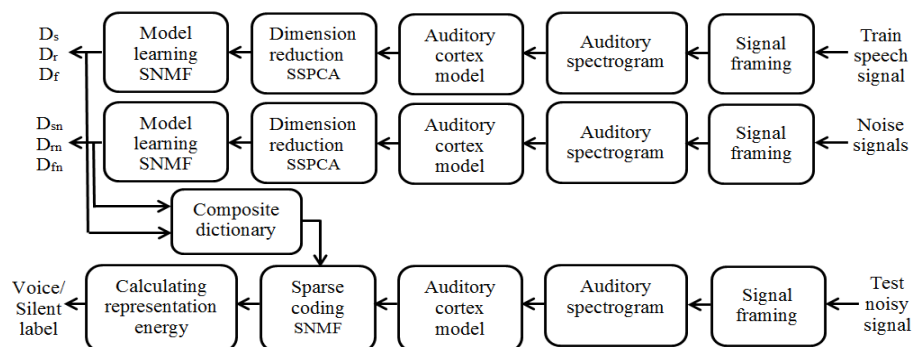 Ds
Dr
Df
Model
learning
SNMF
Dimension
reduction
SSPCA
Auditory
cortex
model
Auditory
spectrogram
Signal
framing
Train
speech
signal
Dsn
Drn
Dfn
Model
learning
SNMF
Dimension
reduction
SSPCA
Auditory
cortex
model
Auditory
spectrogram
Signal
framing
Noise
signals
Composite
dictionary
Voice/
Silent
label
Calculating
representation
energy
Sparse
coding
SNMF
Auditory
cortex
model
Auditory
spectrogram
Signal
framing
Test
noisy
signal